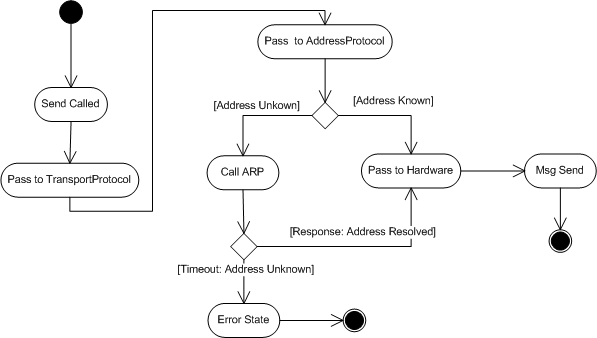 Pass  to AddressProtocol
[Address Unkown]
[Address Known]
Send Called
Pass to TransportProtocol
Call ARP
Pass to Hardware
Msg Send
[Response: Address Resolved]
[Timeout: Address Unknown]
Error State